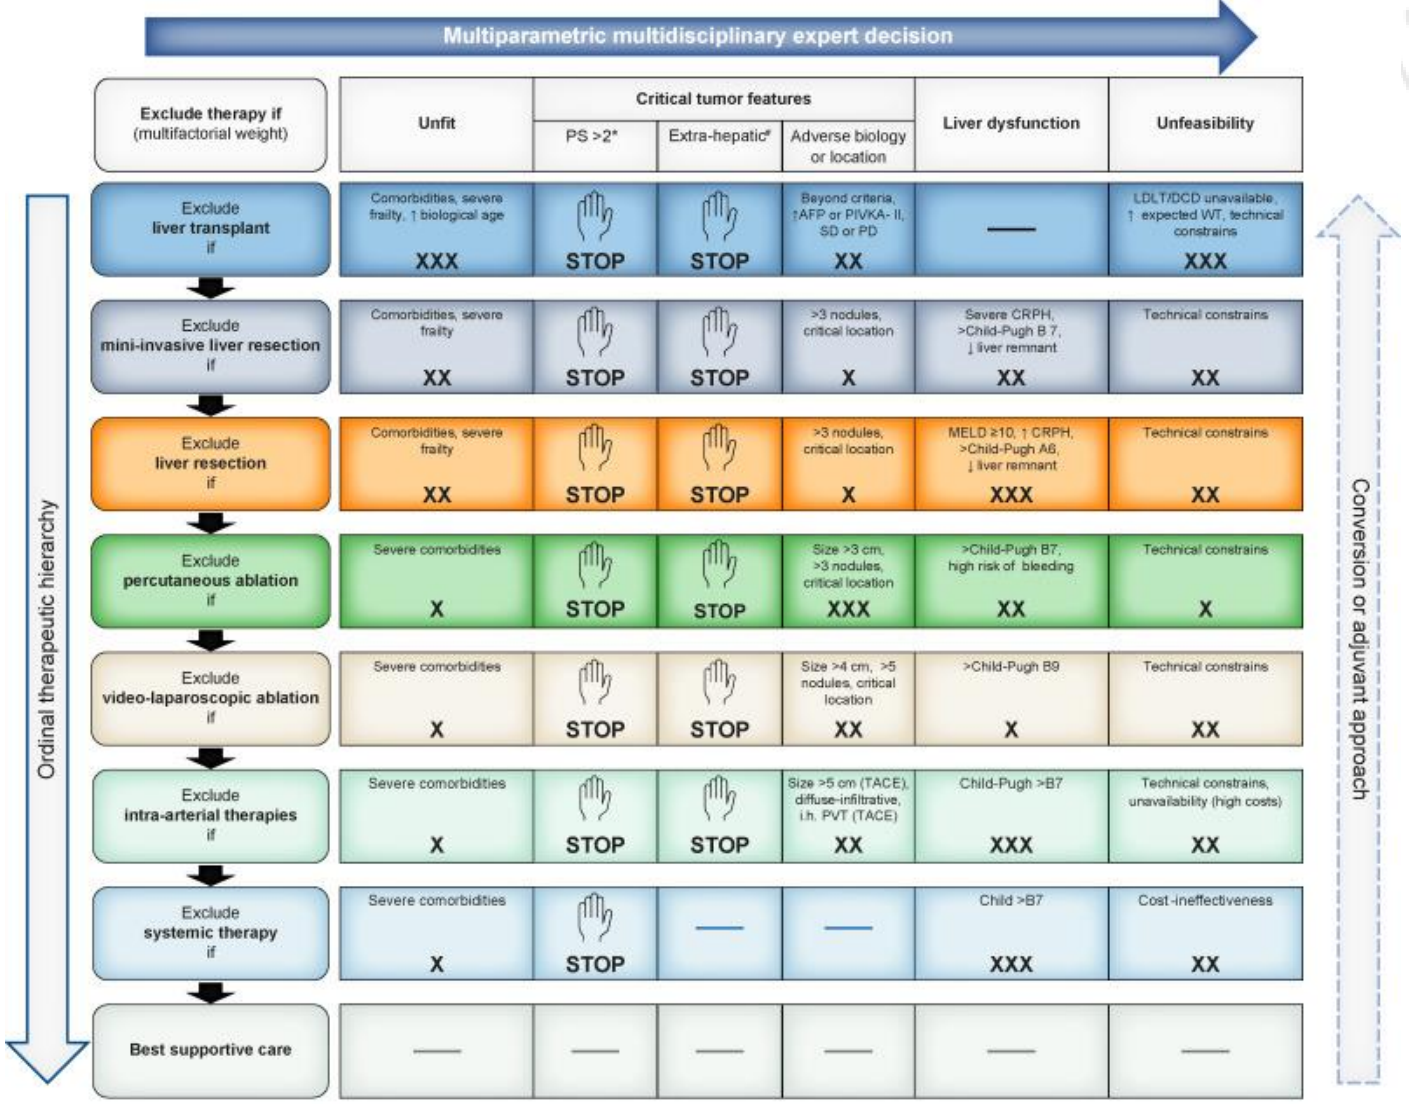 Multiparametric multidisciplinary expert decision
Exclude therapy if
(multifactorial weight)
Unfit
Critical tumor features
PS >2*
Extra-hepatic#
Adverse biology
or location
Liver dysfunction
Unfeasibility
Ordinal therapeutic hierarchy
Conversion or adjuvant approach
Exclude
liver transplant
if
Comorbidities, severe
frailty, ↑ biological age
XXX
STOP
STOP
Beyond criteria,
↑AFP or PIVKA- II,
SD or PD
XX
—
LDLT/DCD unavailable,
↑ expected WT, technical
constrains
XXX
Exclude
mini-invasive liver resection
if
Comorbidities, severe
frailty
XX
STOP
STOP
>3 nodules,
critical location
X
Severe CRPH,
>Child-Pugh B 7,
↓ liver remnant
XX
Technical constrains
XX
Exclude
liver resection
if
Comorbidities, severe
frailty
XX
STOP
STOP
>3 nodules,
critical location
X
MELD ≥10, ↑ CRPH,
>Child-Pugh A6,
↓ liver remnant
XXX
Technical constrains
XX
Exclude
percutaneous ablation
if
Severe comorbidities
X
STOP
STOP
Size >3 cm,
>3 nodules,
critical location
XXX
>Child-Pugh B7,
high risk of bleeding
XX
Technical constrains
X
Exclude
video-laparoscopic ablation
if
Severe comorbidities
X
STOP
STOP
Size >4 cm, >5
nodules, critical
location
XX
>Child-Pugh B9
X
Technical constrains
XX
Exclude
intra-arterial therapies
if
Severe comorbidities
X
STOP
STOP
Size >5 cm (TACE),
diffuse-infiltrative,
i.h. PVT (TACE)
XX
Child-Pugh >B7
XXX
Technical constrains,
unavailability (high costs)
XX
Exclude
systemic therapy
if
Severe comorbidities
X
STOP
—
—
Child >B7
XXX
Cost-ineffectiveness
XX
Best supportive care
—
—
—
—
—
—